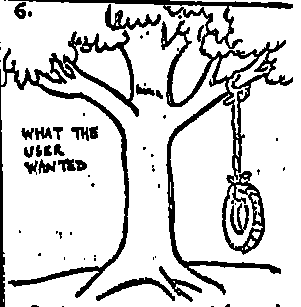 6.
WHAT THE
USER
WANTED